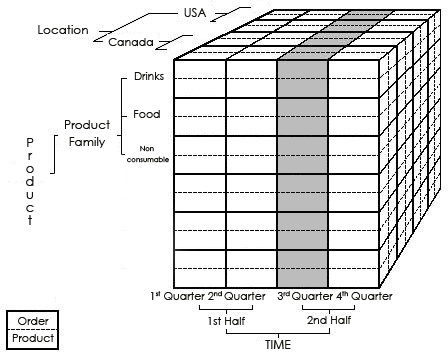 USA
Location
Canada
Drinks
Food
Product
Family
Non
consumable
Product
1st Quarter 2nd Quarter 3rd Quarter 4th Quarter
1st Half 2nd Half
TIME
Order
Product